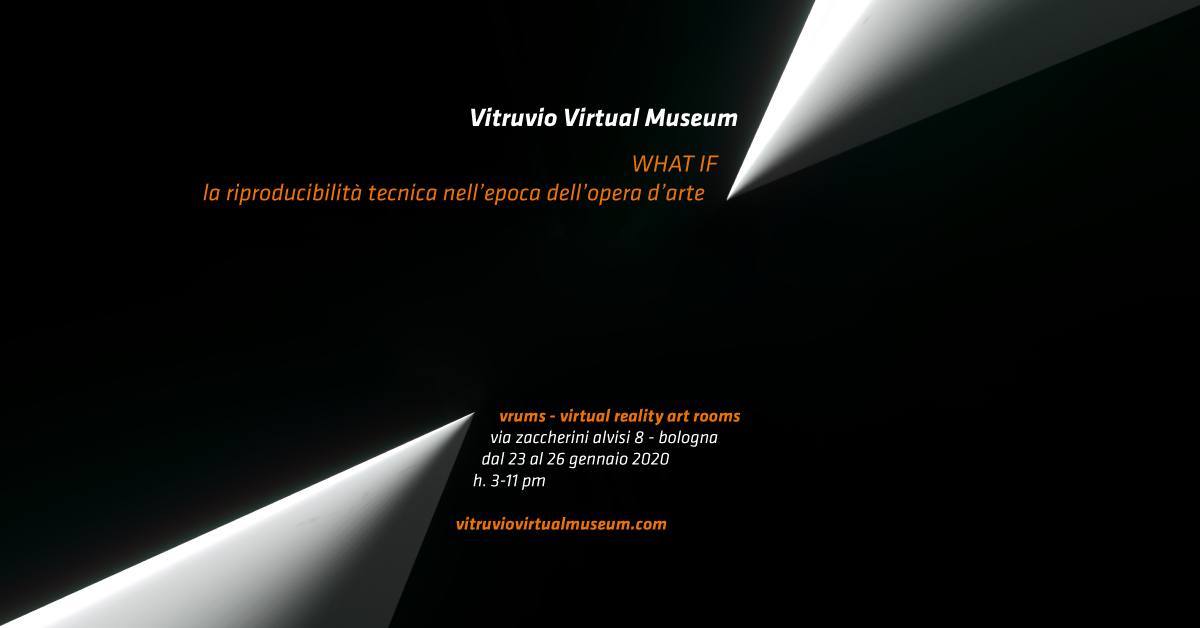 Vitruvio Virtual Museum
WHAT IF
la riproducibilità tecnica nell'epoca dell'opera d'arte
vrums - virtual reality art rooms
via zaccherini alvisi 8 - bologna
dal 23 al 26 gennaio 2020
h. 3-11 pm
vitruviovirtualmuseum.com